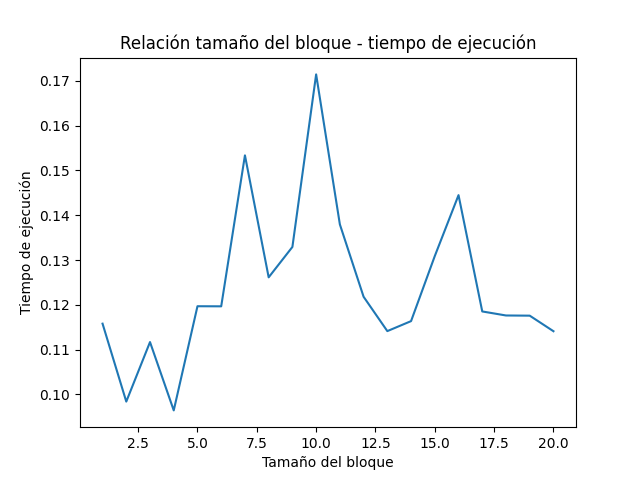 Relación tamaño del bloque - tiempo de ejecución
0.17
0.16
0.15
0.14
0.13
0.12
0.11
0.10
Tiempo de ejecución
2.5 5.0 7.5 10.0 12.5 15.0 17.5 20.0
Tamaño del bloque